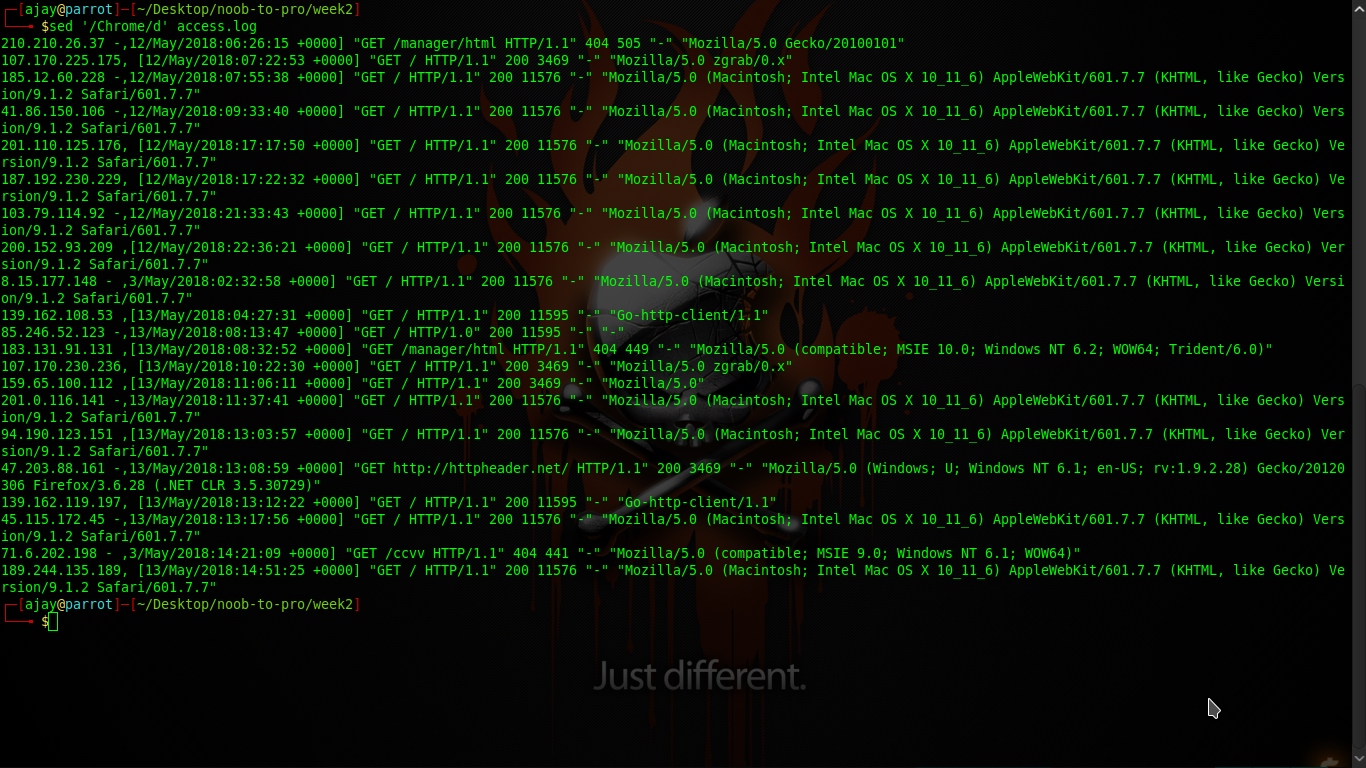 ┌─[ajay@parrot]─[~/Desktop/noob-to-pro/week2]
└──╼ $sed '/Chrome/d' access.log
210.210.26.37 -,12/May/2018:06:26:15 +0000] "GET /manager/html HTTP/1.1" 404 505 "-" "Mozilla/5.0 Gecko/20100101"
107.170.225.175, [12/May/2018:07:22:53 +0000] "GET / HTTP/1.1" 200 3469 "-" "Mozilla/5.0 zgrab/0.x"
185.12.60.228 -,12/May/2018:07:55:38 +0000] "GET / HTTP/1.1" 200 11576 "-" "Mozilla/5.0 (Macintosh; Intel Mac OS X 10_11_6) AppleWebKit/601.7.7 (KHTML, like Gecko) Vers
ion/9.1.2 Safari/601.7.7"
41.86.150.106 -,12/May/2018:09:33:40 +0000] "GET / HTTP/1.1" 200 11576 "-" "Mozilla/5.0 (Macintosh; Intel Mac OS X 10_11_6) AppleWebKit/601.7.7 (KHTML, like Gecko) Vers
ion/9.1.2 Safari/601.7.7"
201.110.125.176, [12/May/2018:17:17:50 +0000] "GET / HTTP/1.1" 200 11576 "-" "Mozilla/5.0 (Macintosh; Intel Mac OS X 10_11_6) AppleWebKit/601.7.7 (KHTML, like Gecko) Ve
rsion/9.1.2 Safari/601.7.7"
187.192.230.229, [12/May/2018:17:22:32 +0000] "GET / HTTP/1.1" 200 11576 "-" "Mozilla/5.0 (Macintosh; Intel Mac OS X 10_11_6) AppleWebKit/601.7.7 (KHTML, like Gecko) Ve
rsion/9.1.2 Safari/601.7.7"
103.79.114.92 -,12/May/2018:21:33:43 +0000] "GET / HTTP/1.1" 200 11576 "-" "Mozilla/5.0 (Macintosh; Intel Mac OS X 10_11_6) AppleWebKit/601.7.7 (KHTML, like Gecko) Vers
ion/9.1.2 Safari/601.7.7"
200.152.93.209 ,[12/May/2018:22:36:21 +0000] "GET / HTTP/1.1" 200 11576 "-" "Mozilla/5.0 (Macintosh; Intel Mac OS X 10_11_6) AppleWebKit/601.7.7 (KHTML, like Gecko) Ver
sion/9.1.2 Safari/601.7.7"
8.15.177.148 - ,3/May/2018:02:32:58 +0000] "GET / HTTP/1.1" 200 11576 "-" "Mozilla/5.0 (Macintosh; Intel Mac OS X 10_11_6) AppleWebKit/601.7.7 (KHTML, like Gecko) Versi
on/9.1.2 Safari/601.7.7"
139.162.108.53 ,[13/May/2018:04:27:31 +0000] "GET / HTTP/1.1" 200 11595 "-" "Go-http-client/1.1"
85.246.52.123 -,13/May/2018:08:13:47 +0000] "GET / HTTP/1.0" 200 11595 "-" "-"
183.131.91.131 ,[13/May/2018:08:32:52 +0000] "GET /manager/html HTTP/1.1" 404 449 "-" "Mozilla/5.0 (compatible; MSIE 10.0; Windows NT 6.2; WOW64; Trident/6.0)"
107.170.230.236, [13/May/2018:10:22:30 +0000] "GET / HTTP/1.1" 200 3469 "-" "Mozilla/5.0 zgrab/0.x"
159.65.100.112 ,[13/May/2018:11:06:11 +0000] "GET / HTTP/1.1" 200 3469 "-" "Mozilla/5.0"
201.0.116.141 -,13/May/2018:11:37:41 +0000] "GET / HTTP/1.1" 200 11576 "-" "Mozilla/5.0 (Macintosh; Intel Mac OS X 10_11_6) AppleWebKit/601.7.7 (KHTML, like Gecko) Vers
ion/9.1.2 Safari/601.7.7"
94.190.123.151 ,[13/May/2018:13:03:57 +0000] "GET / HTTP/1.1" 200 11576 "-" "Mozilla/5.0 (Macintosh; Intel Mac OS X 10_11_6) AppleWebKit/601.7.7 (KHTML, like Gecko) Ver
sion/9.1.2 Safari/601.7.7"
47.203.88.161 -,13/May/2018:13:08:59 +0000] "GET http://httpheader.net/ HTTP/1.1" 200 3469 "-" "Mozilla/5.0 (Windows; U; Windows NT 6.1; en-US; rv:1.9.2.28) Gecko/20120
306 Firefox/3.6.28 (.NET CLR 3.5.30729)"
139.162.119.197, [13/May/2018:13:12:22 +0000] "GET / HTTP/1.1" 200 11595 "-" "Go-http-client/1.1"
45.115.172.45 -,13/May/2018:13:17:56 +0000] "GET / HTTP/1.1" 200 11576 "-" "Mozilla/5.0 (Macintosh; Intel Mac OS X 10_11_6) AppleWebKit/601.7.7 (KHTML, like Gecko) Vers
ion/9.1.2 Safari/601.7.7"
71.6.202.198 - ,3/May/2018:14:21:09 +0000] "GET /ccvv HTTP/1.1" 404 441 "-" "Mozilla/5.0 (compatible; MSIE 9.0; Windows NT 6.1; WOW64)"
189.244.135.189, [13/May/2018:14:51:25 +0000] "GET / HTTP/1.1" 200 11576 "-" "Mozilla/5.0 (Macintosh; Intel Mac OS X 10_11_6) AppleWebKit/601.7.7 (KHTML, like Gecko) Ve
rsion/9.1.2 Safari/601.7.7"
┌─[ajay@parrot]─[~/Desktop/noob-to-pro/week2]
└──╼ $
Just different.